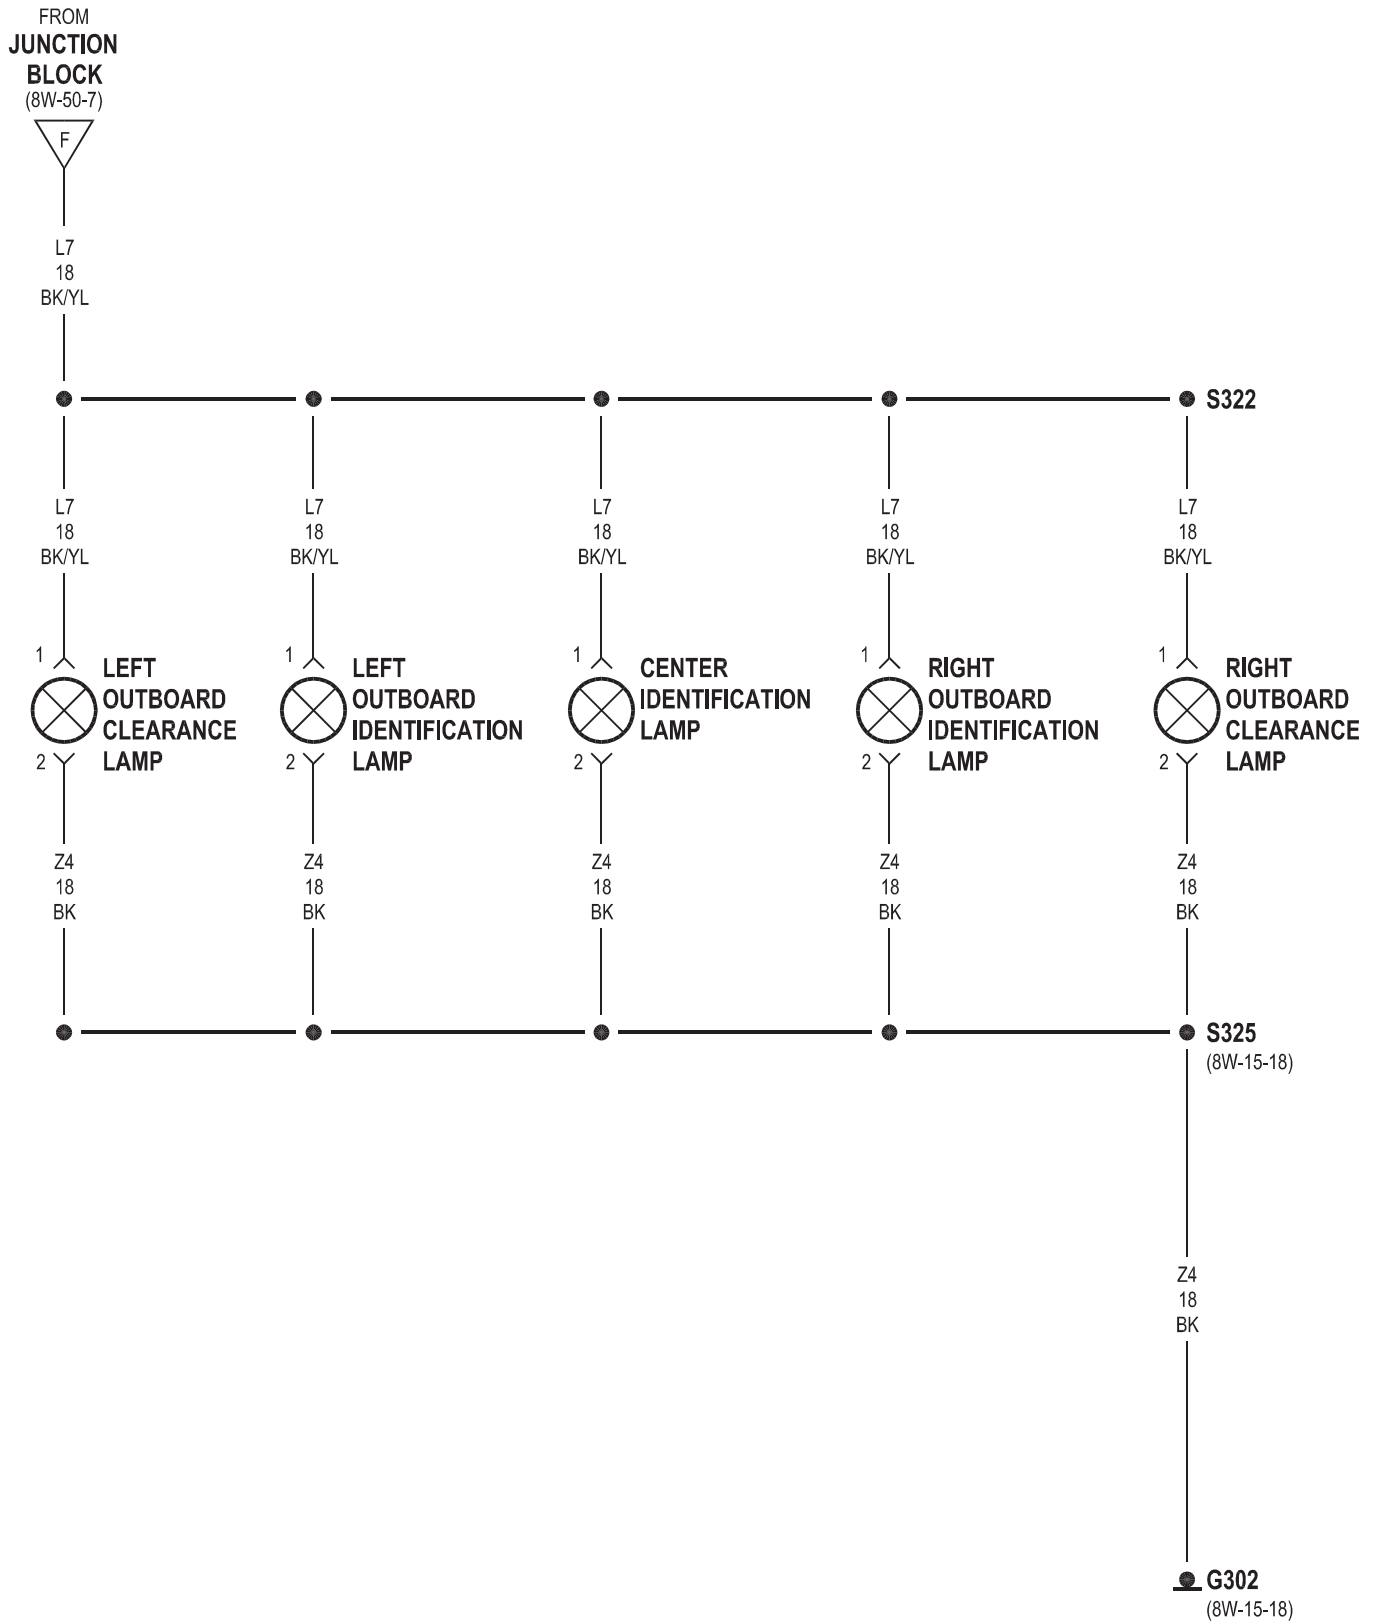 FROM
JUNCTION
BLOCK
(8W-50-7)
F
L7
18
BK/YL
S322
L7
18
BK/YL
L7
18
BK/YL
L7
18
BK/YL
L7
18
BK/YL
L7
18
BK/YL
1
LEFT
OUTBOARD
CLEARANCE
LAMP
2
1
LEFT
OUTBOARD
IDENTIFICATION
LAMP
2
1
CENTER
IDENTIFICATION
LAMP
2
1
RIGHT
OUTBOARD
IDENTIFICATION
LAMP
2
1
RIGHT
OUTBOARD
CLEARANCE
LAMP
2
Z4
18
BK
Z4
18
BK
Z4
18
BK
Z4
18
BK
Z4
18
BK
S325
(8W-15-18)
Z4
18
BK
G302
(8W-15-18)